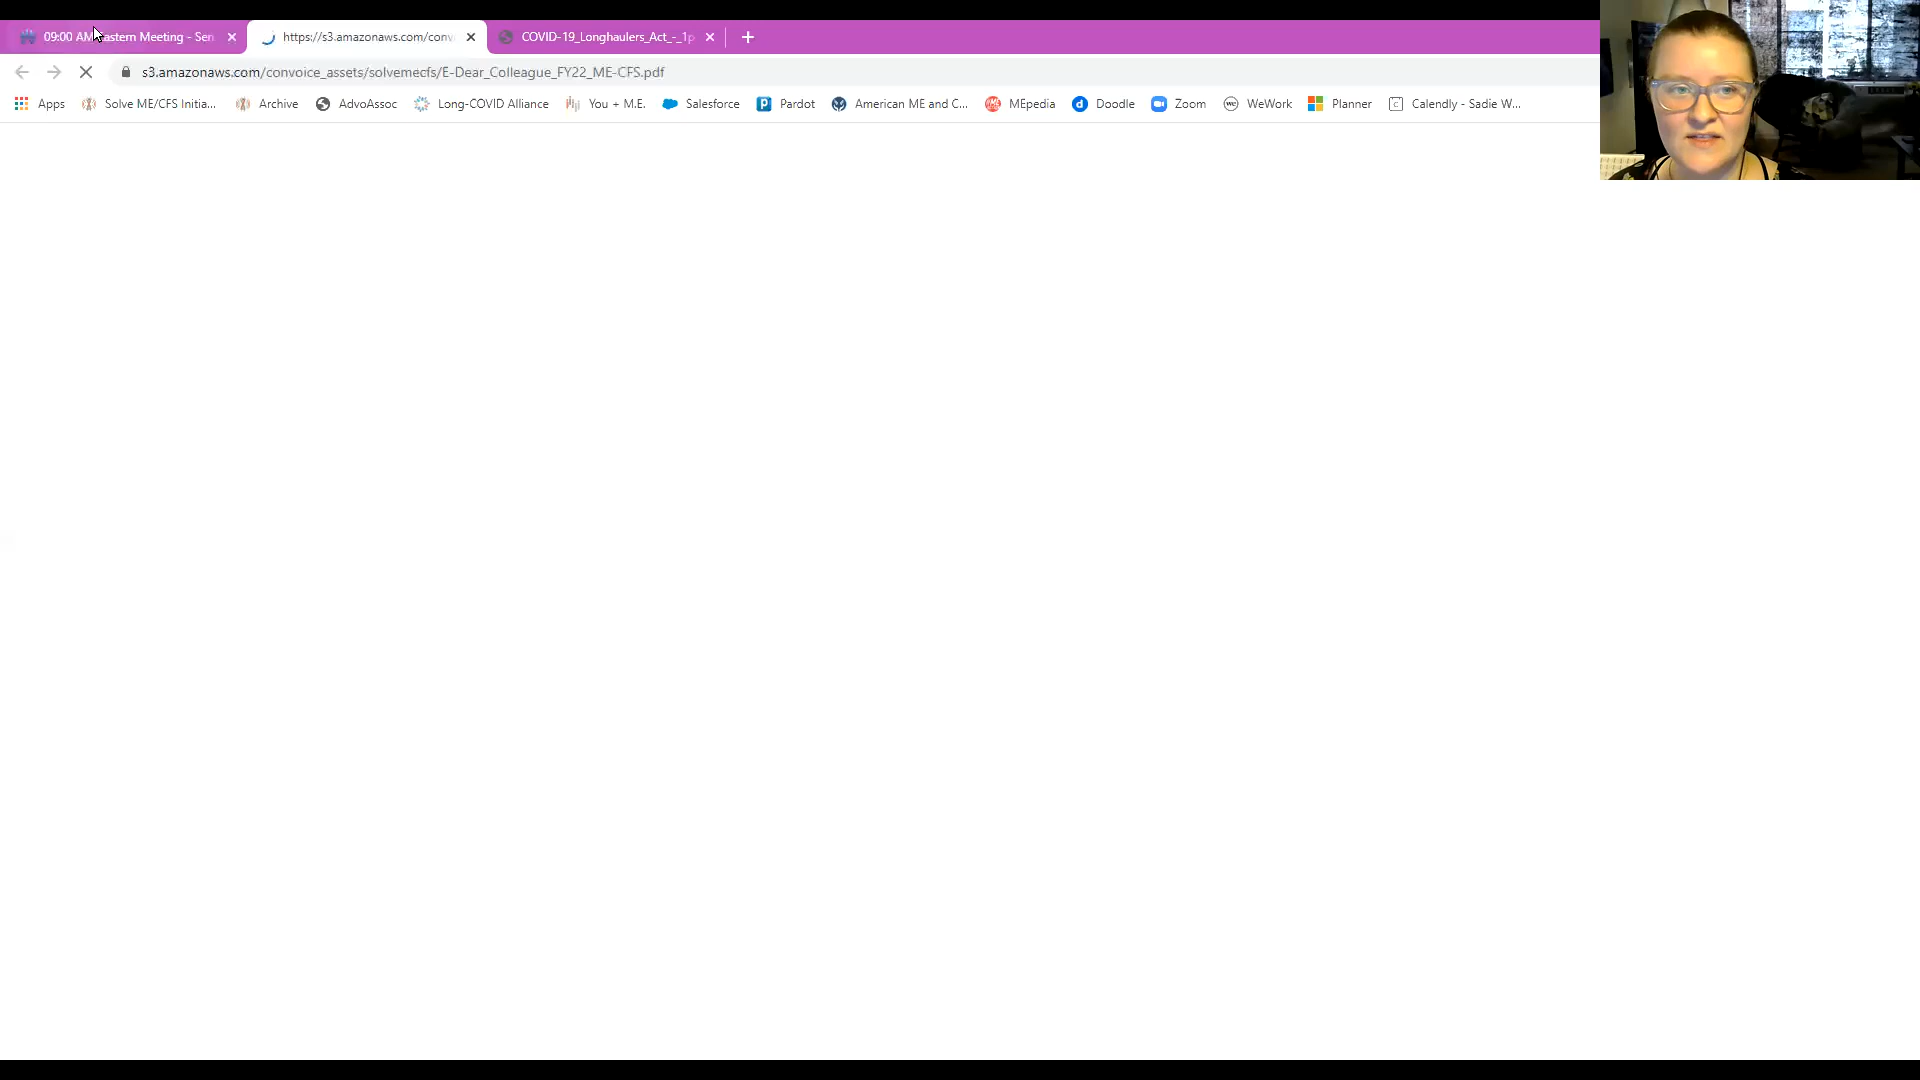 09:00 AM Eastern Meeting - Sen
https://s3.amazonaws.com/conv
COVID-19_Longhaulers_Act_-_1p
s3.amazonaws.com/convoice_assets/solvemecfs/E-Dear_Colleague_FY22_ME-CFS.pdf
Apps
Solve ME/CFS Initia...
Archive
AdvoAssoc
Long-COVID Alliance
You + M.E.
Salesforce
Pardot
American ME and C...
MEpedia
Doodle
Zoom
WeWork
Planner
Calendly - Sadie W...